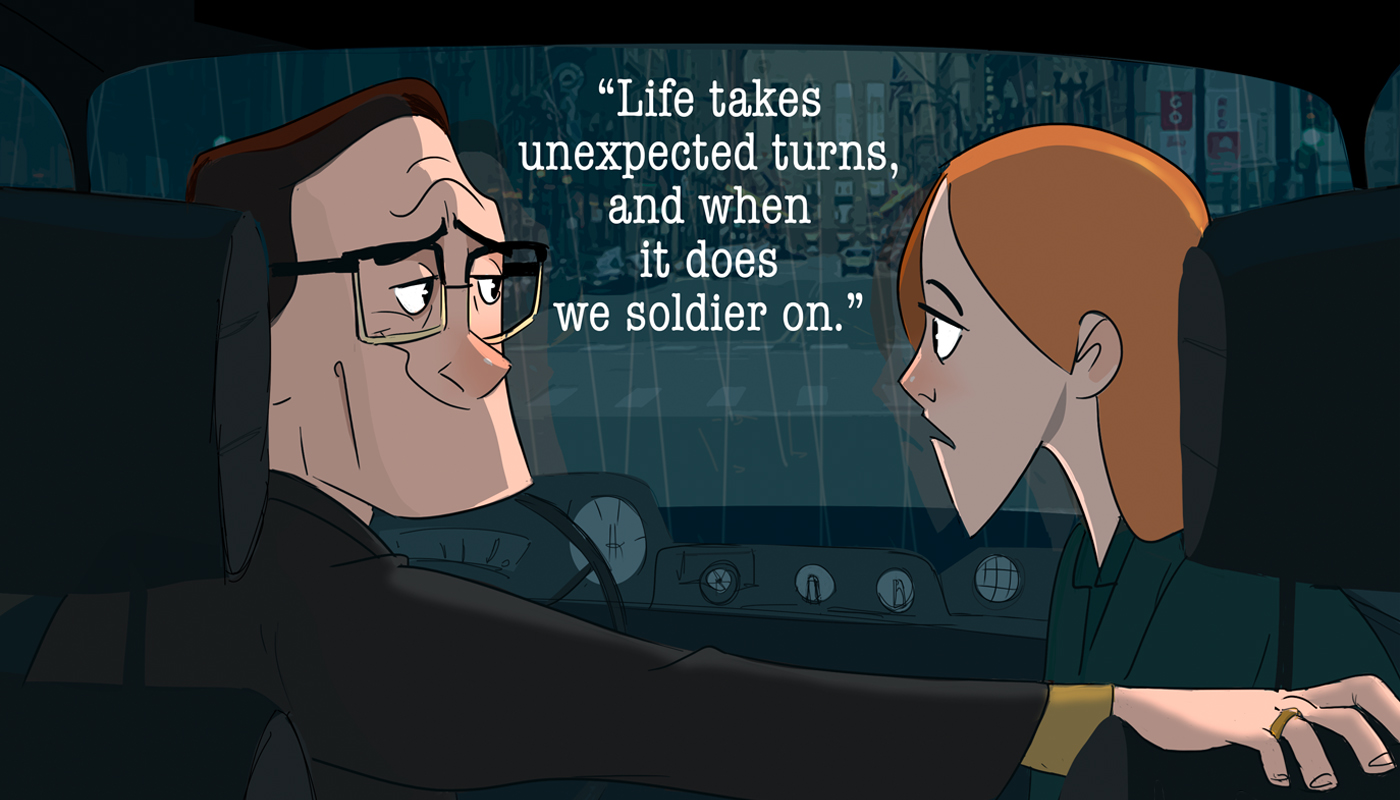 “Life takes
unexpected turns,
and when
it does
we soldier on.”